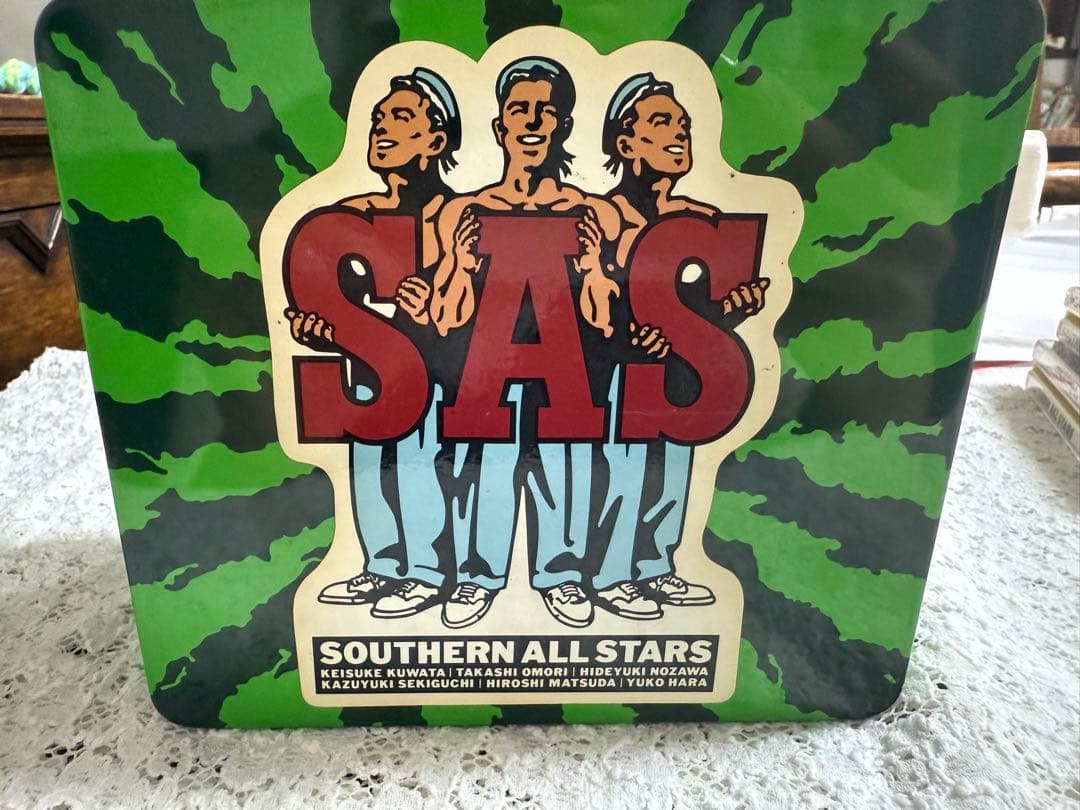 SAS
SOUTHERN ALL STARS
KEISUKE KUWATA | TAKASHI OMORI | HIDEYUKI NOZAWA
KAZUYUKI SEKIGUCHI | HIROSHI MATSUDA | YUKO HARA